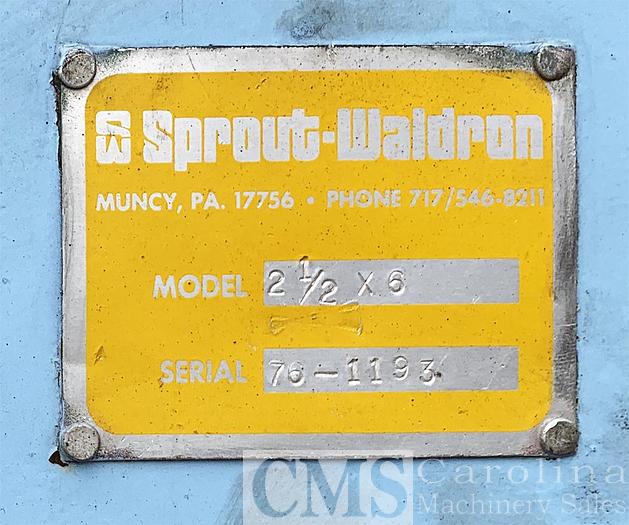 SW Sprout-Waldron
MUNCY, PA. 17756 • PHONE 717/546-8211
MODEL 2 1/2 X 6
SERIAL 76-1193
CMS Carolina
Machinery Sales